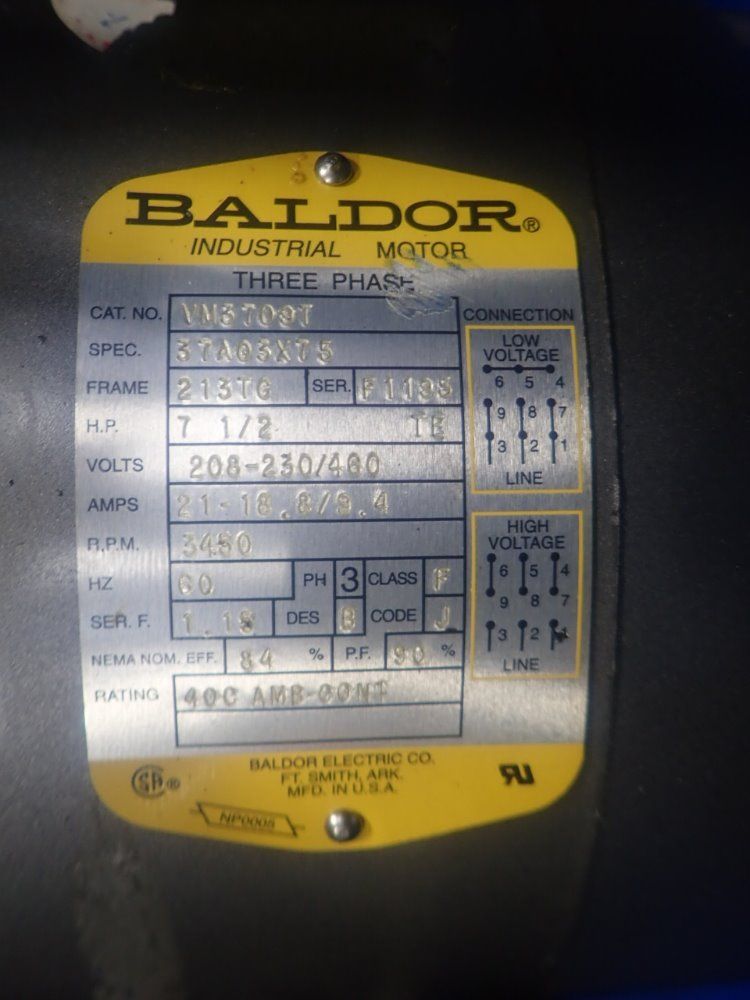 BALDOR®
INDUSTRIAL MOTOR
THREE PHASE
CAT. NO. VM3709T
SPEC. 37A03X75
FRAME 213TC SER. F1195
H.P. 7 1/2 TE
VOLTS 208-230/460
AMPS 21-18.8/9.4
R.P.M. 3450
HZ 60 PH 3 CLASS F
SER. F. 1.15 DES B CODE J
NEMA NOM. EFF. 84 % P.F. 90 %
RATING 40C AMB-CONT
CONNECTION
LOW
VOLTAGE
6 5 4
9 8 7
3 2 1
LINE
HIGH
VOLTAGE
6 5 4
9 8 7
3 2 1
LINE
BALDOR ELECTRIC CO.
FT. SMITH, ARK.
MFD. IN U.S.A.
SA ®
NP0005